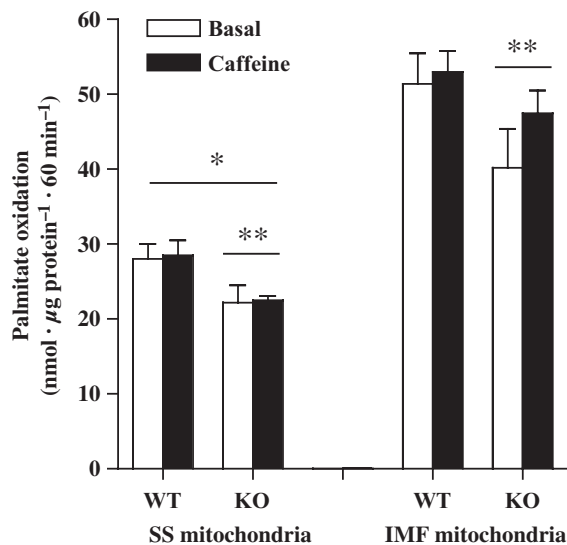 Palmitate oxidation
(nmol · μg protein⁻¹ · 60 min⁻¹)
60
50
40
30
20
10
0
Basal
Caffeine
*
**
**
WT KO WT KO
SS mitochondria IMF mitochondria